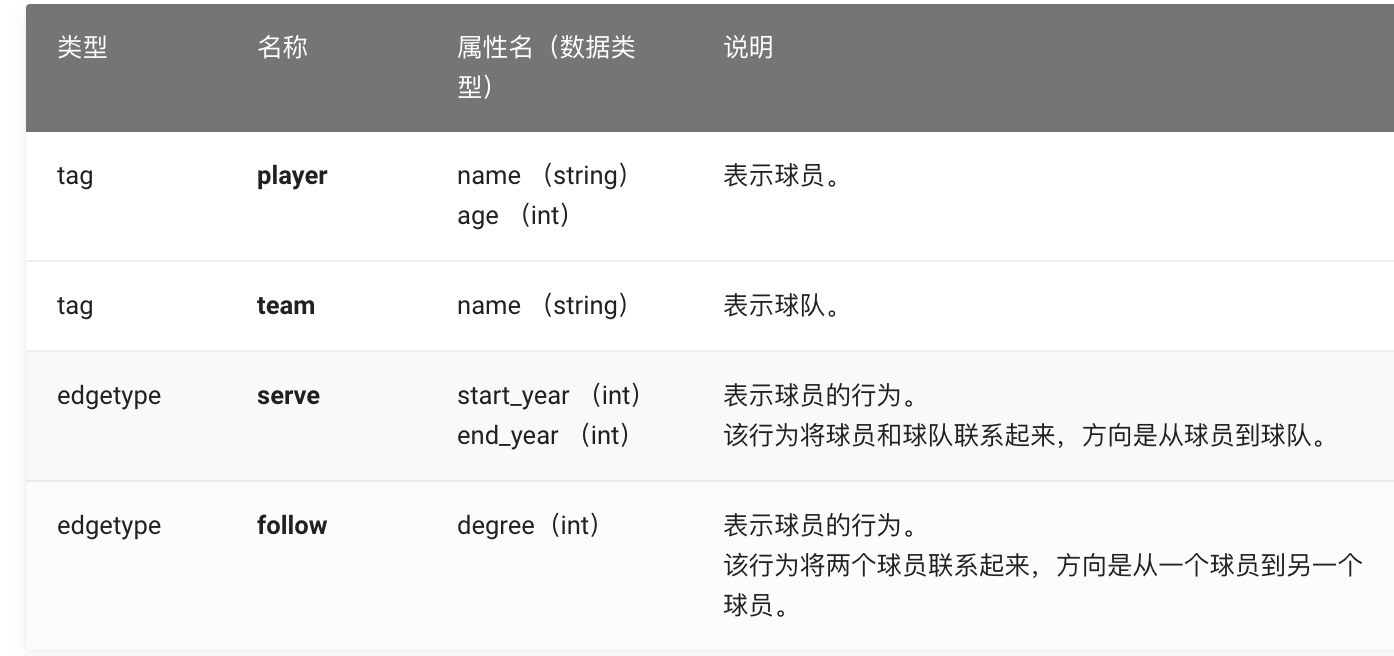 类型 名称 属性名（数据类型） 说明
tag player name （string） 表示球员。
age （int）
tag team name （string） 表示球队。
edgetype serve start_year （int） 表示球员的行为。
end_year （int） 该行为将球员和球队联系起来，方向是从球员到球队。
edgetype follow degree（int） 表示球员的行为。
该行为将两个球员联系起来，方向是从一个球员到另一个
球员。